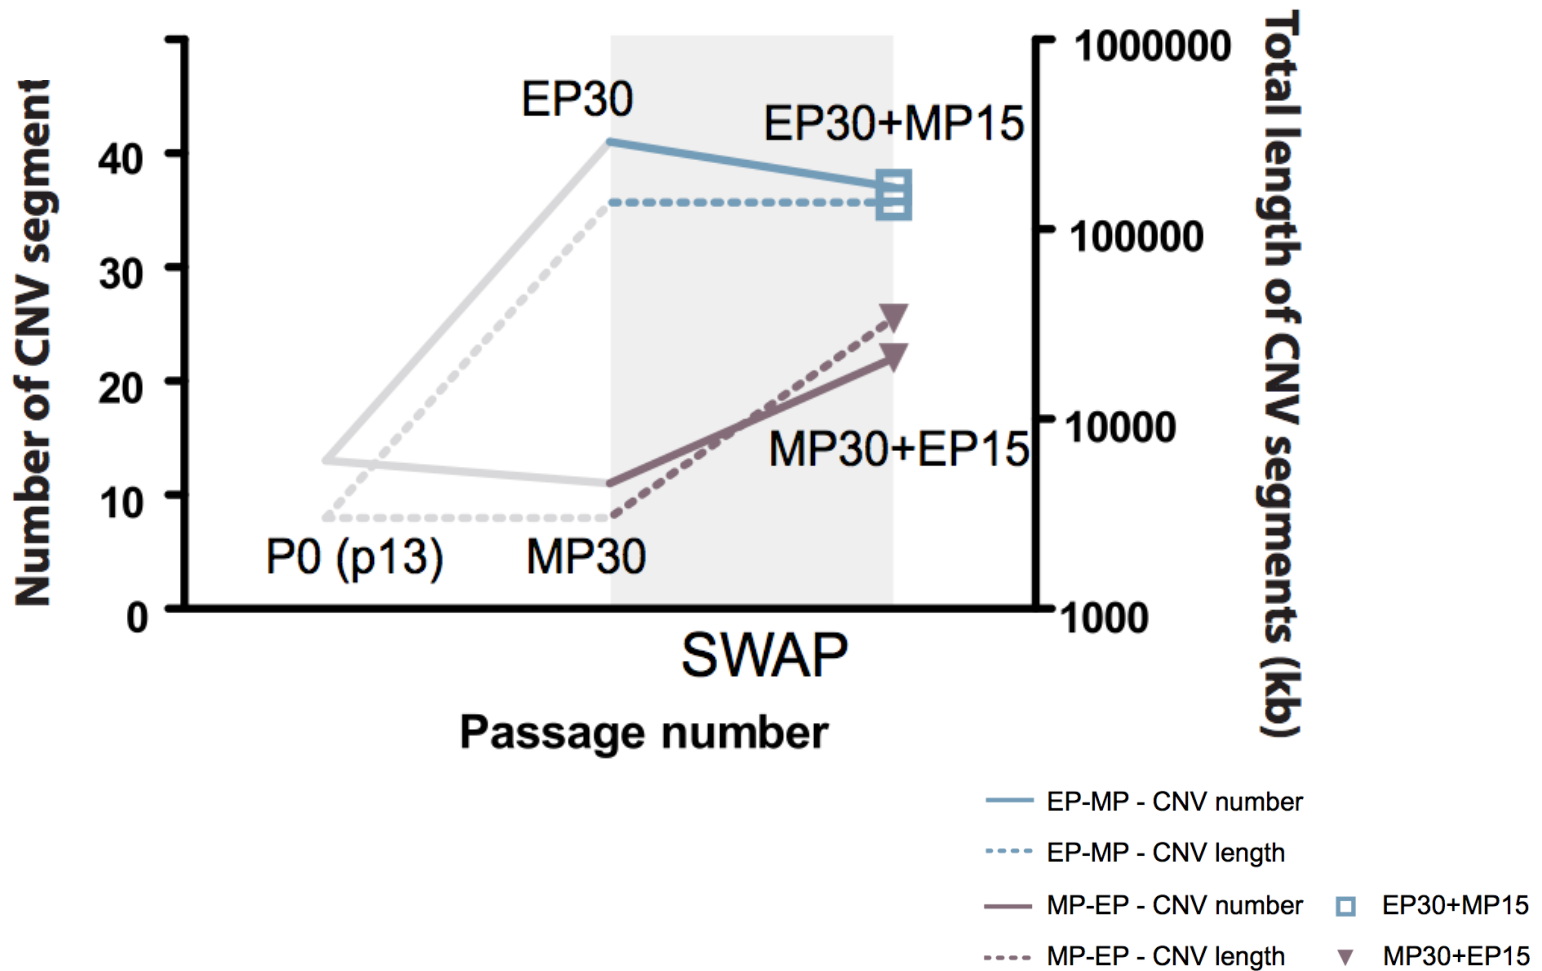 Number of CNV segment
40
30
20
10
0
EP30
EP30+MP15
P0 (p13)
MP30
MP30+EP15
SWAP
Passage number
1000000
100000
10000
1000
Total length of CNV segments (kb)
EP-MP - CNV number
EP-MP - CNV length
MP-EP - CNV number
EP30+MP15
MP-EP - CNV length
MP30+EP15